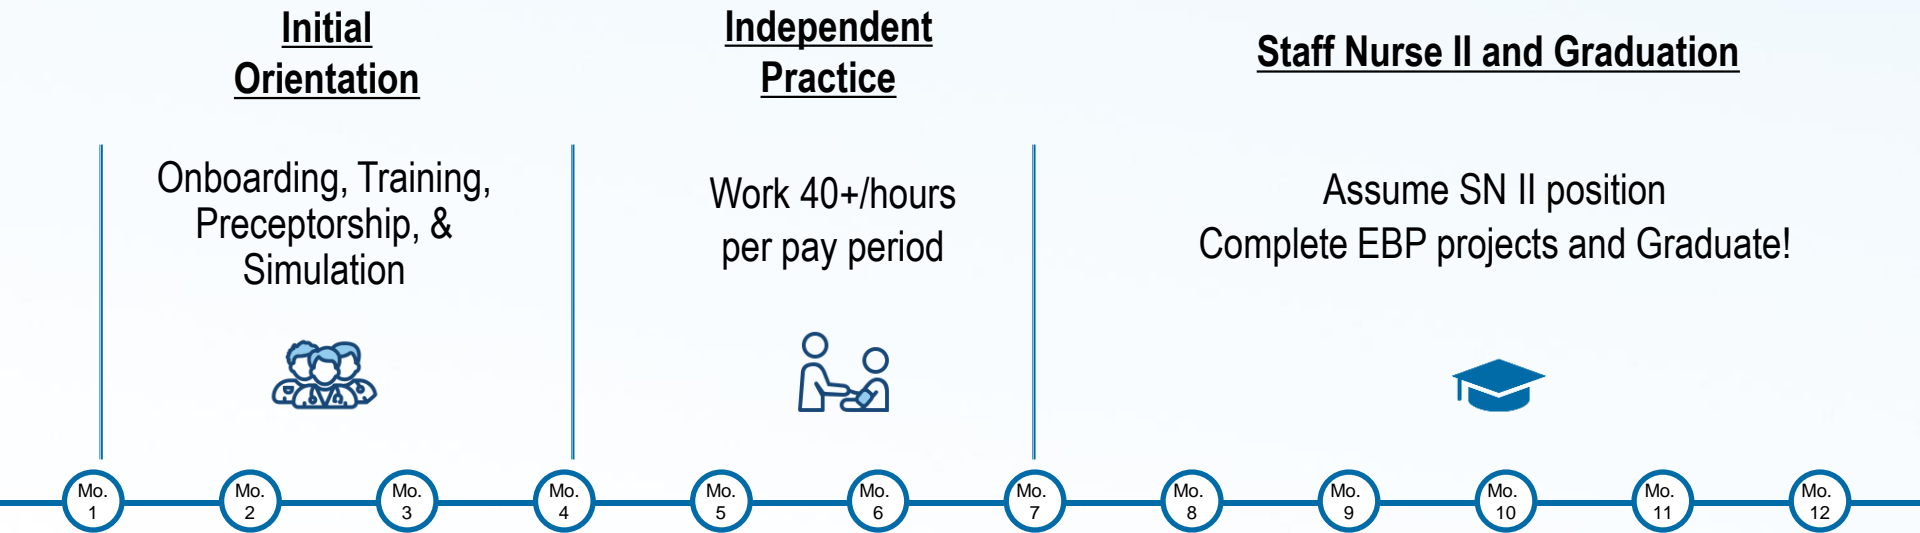 Initial
Orientation
Onboarding, Training,
Preceptorship, &
Simulation
Independent
Practice
Work 40+/hours
per pay period
Staff Nurse II and Graduation
Assume SN II position
Complete EBP projects and Graduate!
Mo.
1
Mo.
2
Mo.
3
Mo.
4
Mo.
5
Mo.
6
Mo.
7
Mo.
8
Mo.
9
Mo.
10
Mo.
11
Mo.
12